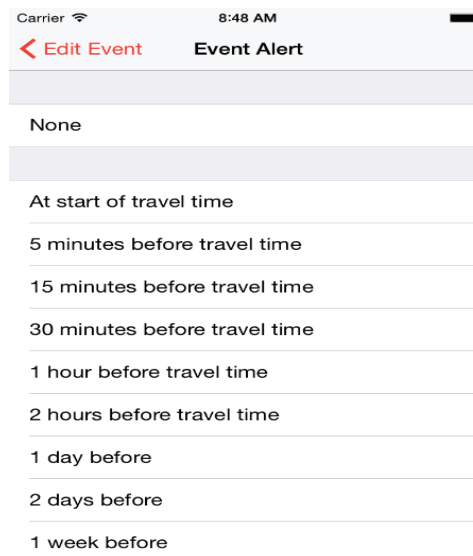 Carrier 8:48 AM
Edit Event Event Alert
None
At start of travel time
5 minutes before travel time
15 minutes before travel time
30 minutes before travel time
1 hour before travel time
2 hours before travel time
1 day before
2 days before
1 week before